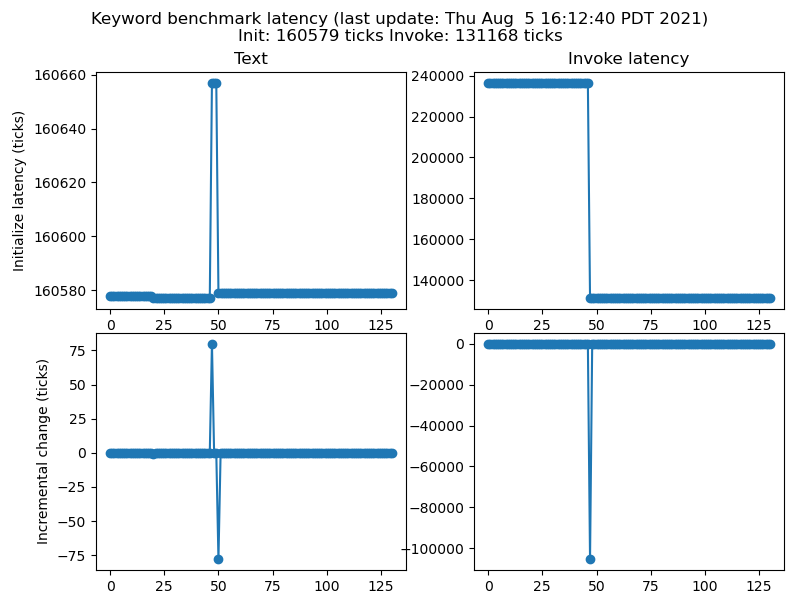 Keyword benchmark latency (last update: Thu Aug  5 16:12:40 PDT 2021)
Init: 160579 ticks Invoke: 131168 ticks
Text
Invoke latency
Initialize latency (ticks)
160660
160640
160620
160600
160580
0 25 50 75 100 125
240000
220000
200000
180000
160000
140000
0 25 50 75 100 125
Incremental change (ticks)
75
50
25
0
−25
−50
−75
0 25 50 75 100 125
0
−20000
−40000
−60000
−80000
−100000
0 25 50 75 100 125